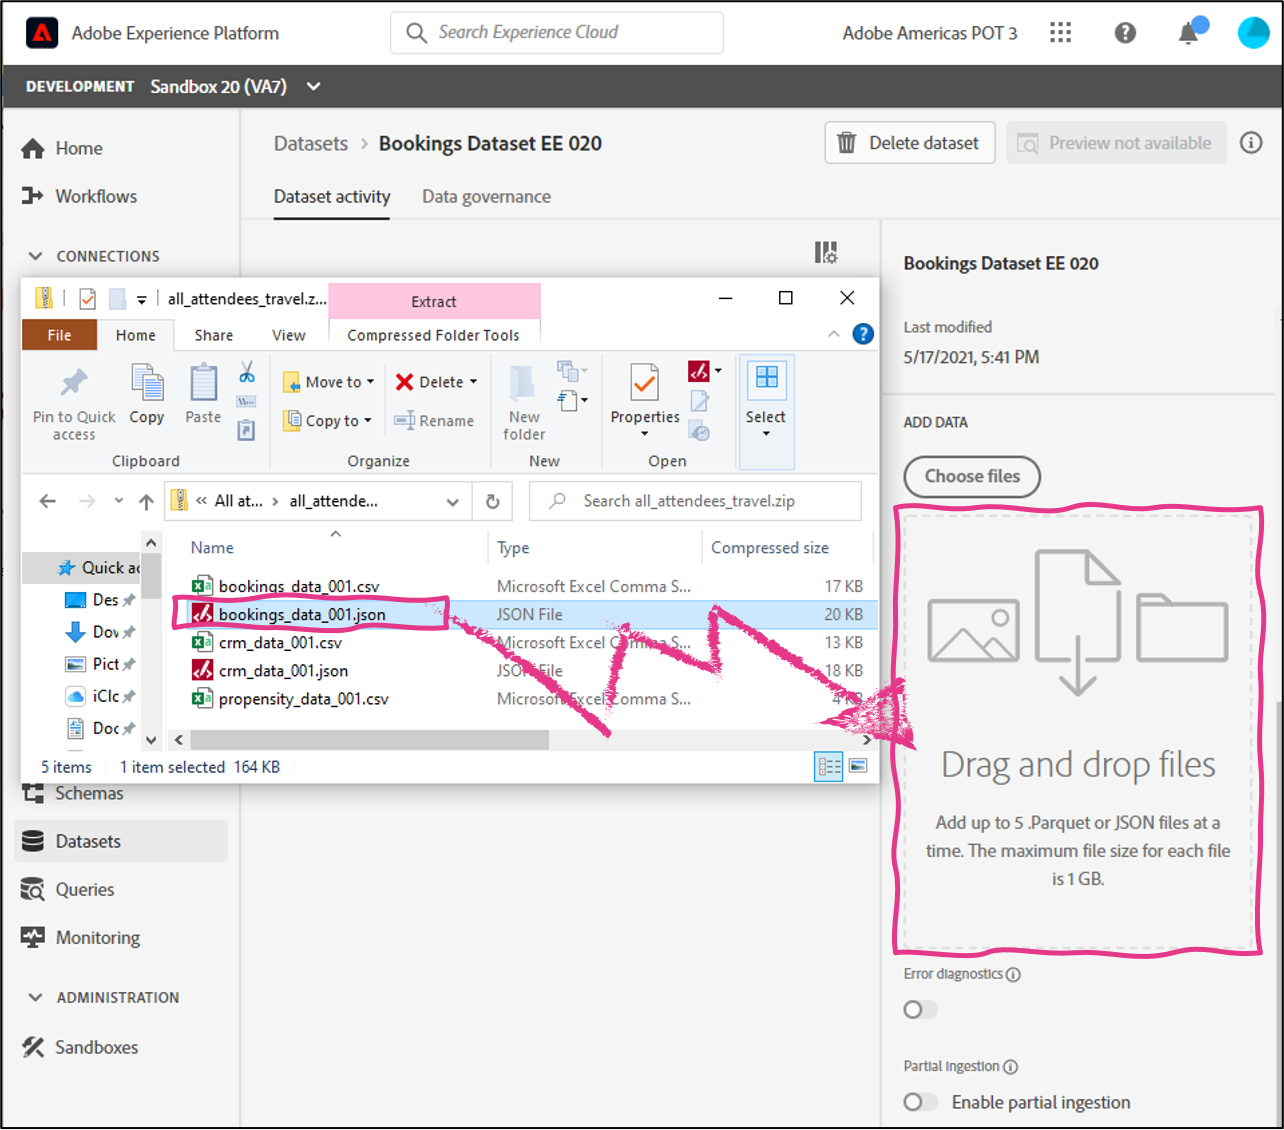 Adobe Experience Platform
Search Experience Cloud
Adobe Americas POT 3
DEVELOPMENT Sandbox 20 (VA7)
Home
Workflows
CONNECTIONS
Datasets > Bookings Dataset EE 020
Delete dataset
Preview not available
Dataset activity
Data governance
all_attendees_travel.z...
Extract
File
Home
Share
View
Compressed Folder Tools
Pin to Quick
access
Copy
Paste
Clipboard
Move to
Copy to
Delete
Rename
Organize
New
folder
New
Properties
Open
Select
« All at... > all_attende...
Search all_attendees_travel.zip
Quick ac
Des
Dov
Pict
iClc
Doc
Name
Type
Compressed size
bookings_data_001.csv Microsoft Excel Comma S... 17 KB
bookings_data_001.json JSON File 20 KB
crm_data_001.csv Microsoft Excel Comma S... 13 KB
crm_data_001.json JSON File 18 KB
propensity_data_001.csv Microsoft Excel Comma S... 4 KB
5 items 1 item selected 164 KB
Schemas
Datasets
Queries
Monitoring
ADMINISTRATION
Sandboxes
Bookings Dataset EE 020
Last modified
5/17/2021, 5:41 PM
ADD DATA
Choose files
Drag and drop files
Add up to 5 .Parquet or JSON files at a
time. The maximum file size for each file
is 1 GB.
Error diagnostics
Partial ingestion
Enable partial ingestion